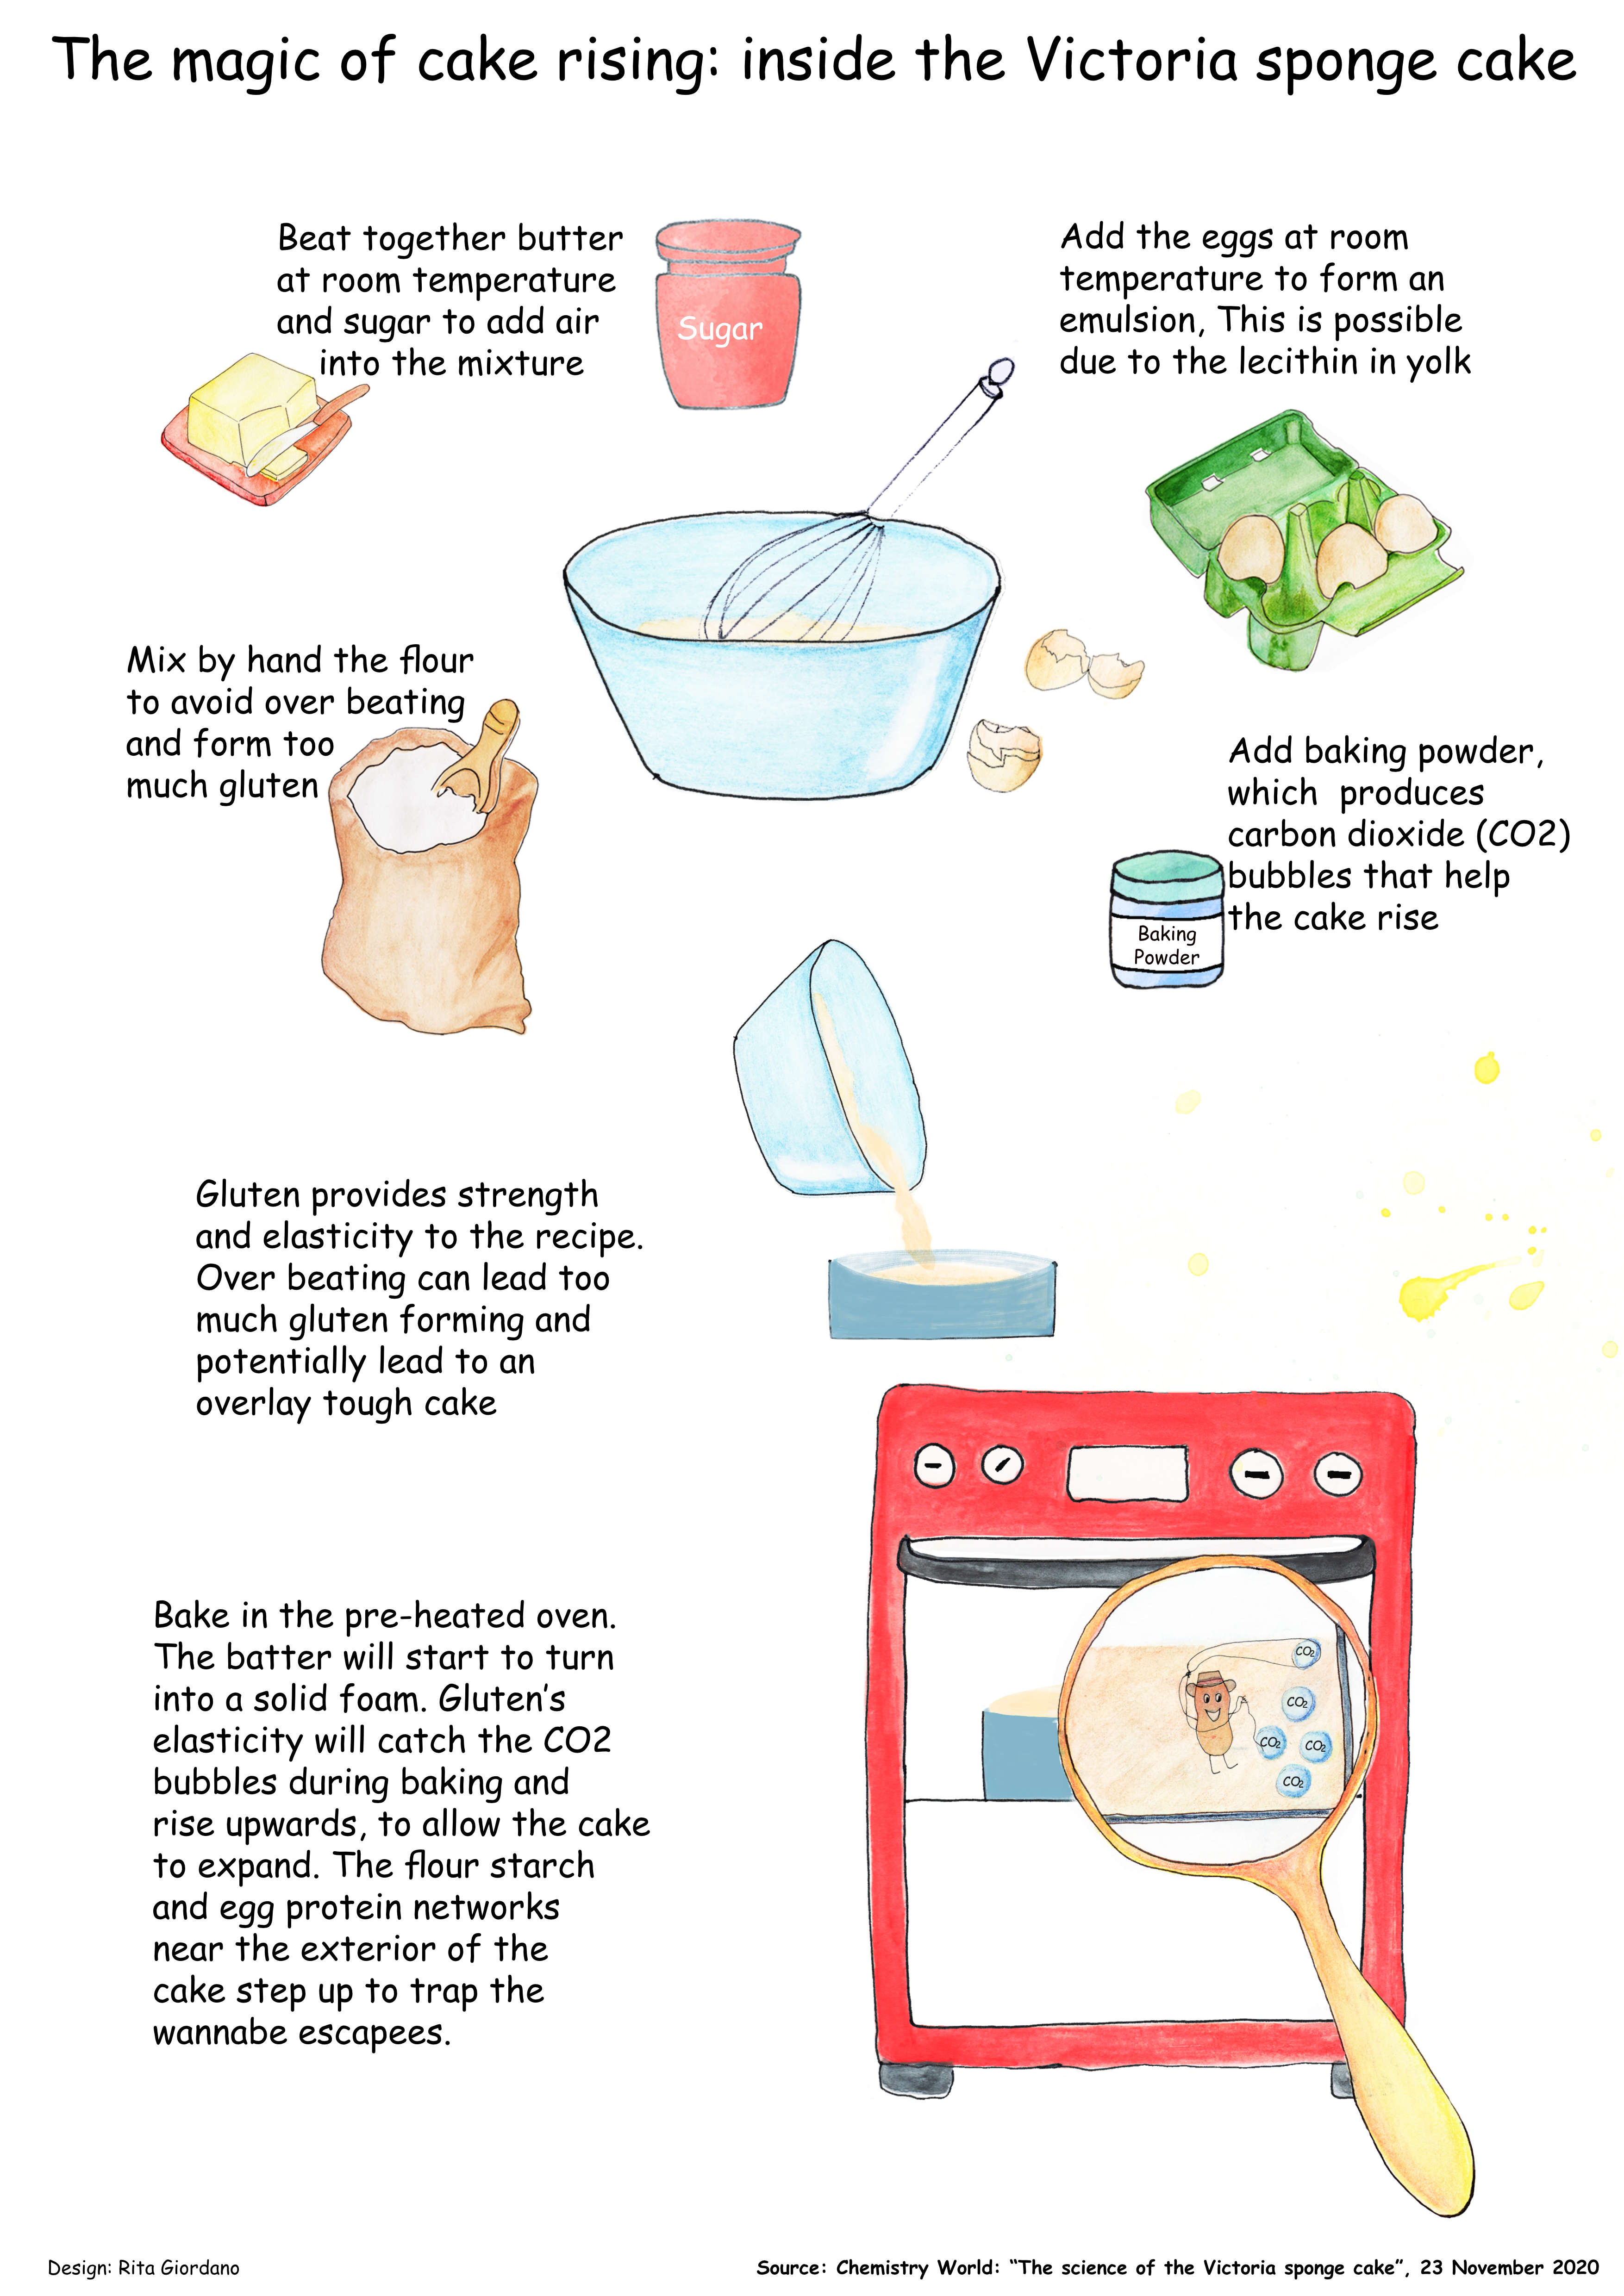 The magic of cake rising: inside the Victoria sponge cake
Beat together butter
at room temperature
and sugar to add air
into the mixture
Sugar
Add the eggs at room
temperature to form an
emulsion, This is possible
due to the lecithin in yolk
Mix by hand the flour
to avoid over beating
and form too
much gluten
Add baking powder,
which produces
carbon dioxide (CO2)
bubbles that help
the cake rise
Baking
Powder
Gluten provides strength
and elasticity to the recipe.
Over beating can lead too
much gluten forming and
potentially lead to an
overlay tough cake
Bake in the pre-heated oven.
The batter will start to turn
into a solid foam. Gluten's
elasticity will catch the CO2
bubbles during baking and
rise upwards, to allow the cake
to expand. The flour starch
and egg protein networks
near the exterior of the
cake step up to trap the
wannabe escapees.
CO2
CO2
CO2
CO2
CO2
Design: Rita Giordano
Source: Chemistry World: “The science of the Victoria sponge cake”, 23 November 2020